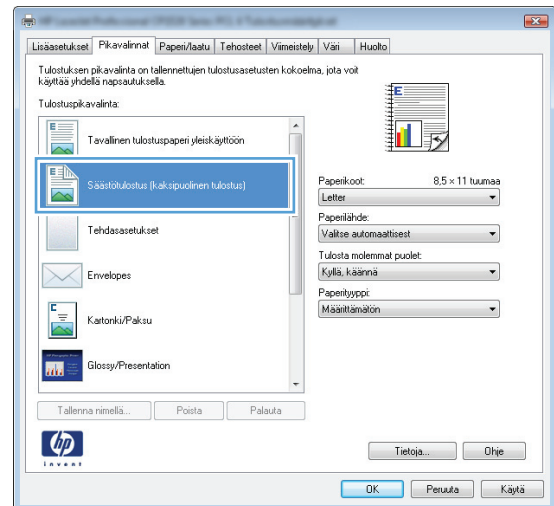 Lisäasetukset Pikavalinnat Paperi/laatu Tehosteet Viimeistely Väri Huolto
Tulostuksen pikavalinta on tallennettujen tulostusasetusten kokoelma, jota voit
käyttää yhdellä napsautuksella.
Tulostuspikavalinta:
Tavallinen tulostuspaperi yleiskäyttöön
Säästötulostus (kaksipuolinen tulostus)
Tehdasasetukset
Envelopes
Kartonki/Paksu
Glossy/Presentation
Paperikoot: 8,5 × 11 tuumaa
Letter
Paperilähde:
Valitse automaattisest
Tulosta molemmat puolet:
Kyllä, käännä
Paperityyppi:
Määrittämätön
Tallenna nimellä... Poista Palauta
hp
invent
Tietoja... Ohje
OK Peruuta Käytä